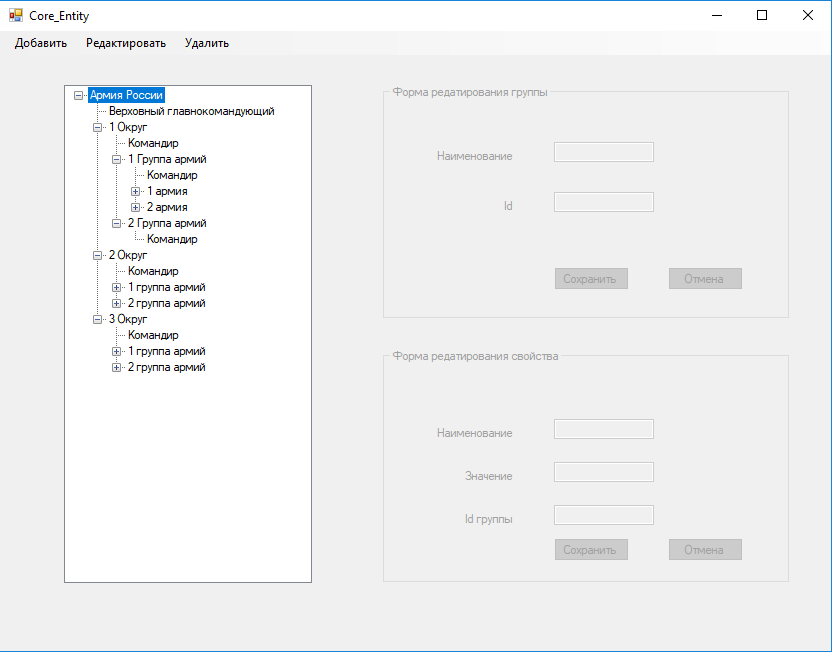 Core_Entity
Добавить Редактировать Удалить
Армия России
Верховный главнокомандующий
1 Округ
Командир
1 Группа армий
Командир
1 армия
2 армия
2 Группа армий
Командир
2 Округ
Командир
1 группа армий
2 группа армий
3 Округ
Командир
1 группа армий
2 группа армий
Форма редатирования группы
Наименование
Id
Сохранить Отмена
Форма редатирования свойства
Наименование
Значение
Id группы
Сохранить Отмена